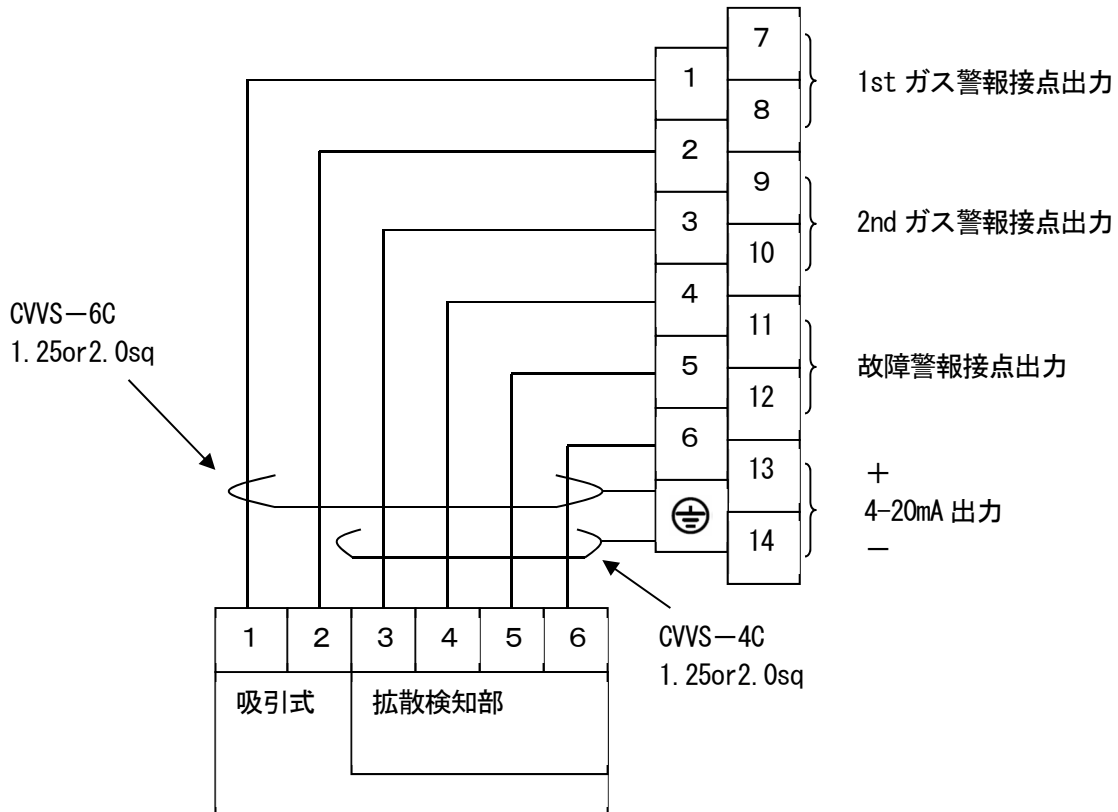 7
1
8
1st ガス警報接点出力
2
9
3
10
2nd ガス警報接点出力
4
11
5
12
故障警報接点出力
6
13
14
＋
4-20mA 出力
－
CVVS－6C
1.25or2.0sq
CVVS－4C
1.25or2.0sq
1 2 3 4 5 6
吸引式 拡散検知部